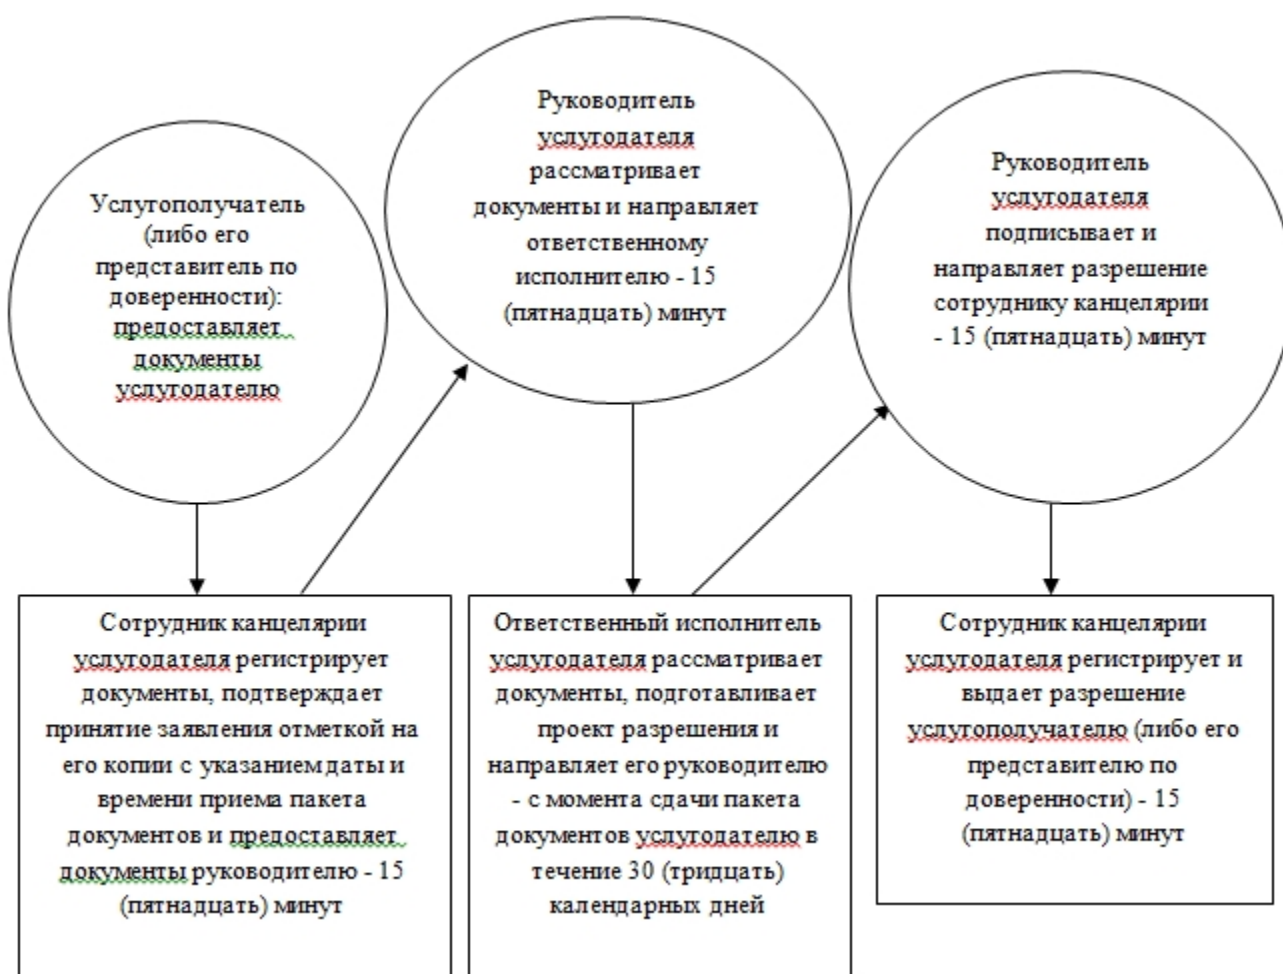 Услугополучатель
(либо его
представитель по
доверенности):
предоставляет
документы
услугодателю
Сотрудник канцелярии
услугодателя регистрирует
документы, подтверждает
принятие заявления отметкой на
его копии с указанием даты и
времени приема пакета
документов и предоставляет
документы руководителю - 15
(пятнадцать) минут
Руководитель
услугодателя
рассматривает
документы и направляет
ответственному
исполнителю - 15
(пятнадцать) минут
Ответственный исполнитель
услугодателя рассматривает
документы, подготавливает
проект разрешения и
направляет его руководителю
- с момента сдачи пакета
документов услугодателю в
течение 30 (тридцать)
календарных дней
Руководитель
услугодателя
подписывает и
направляет разрешение
сотруднику канцелярии
- 15 (пятнадцать) минут
Сотрудник канцелярии
услугодателя регистрирует и
выдает разрешение
услугополучателю (либо его
представителю по
доверенности) - 15
(пятнадцать) минут